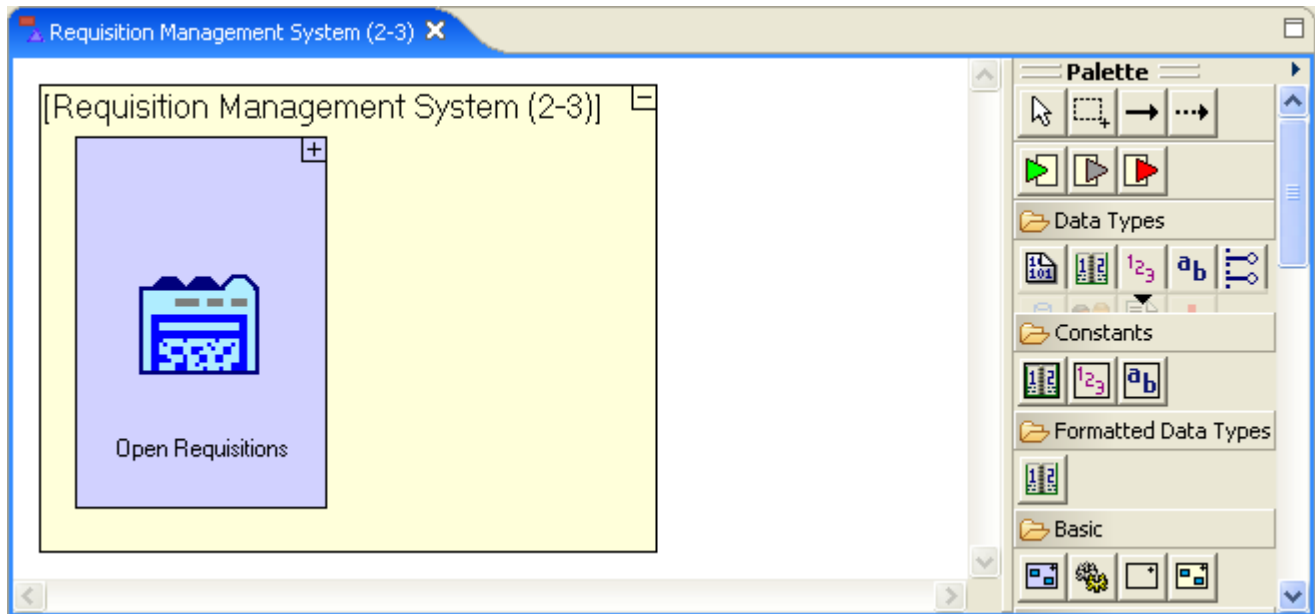 Requisition Management System (2-3)
[Requisition Management System (2-3)]
Open Requisitions
Palette
Data Types
Constants
Formatted Data Types
Basic